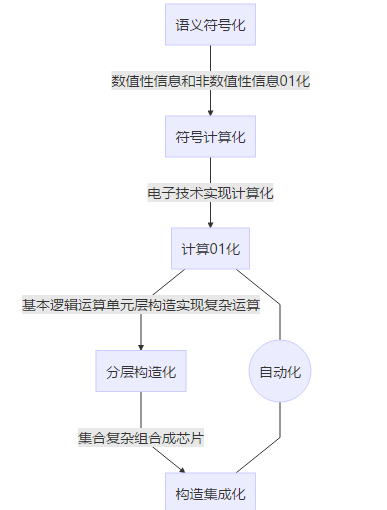 语义符号化
数值性信息和非数值性信息01化
符号计算化
电子技术实现计算化
计算01化
基本逻辑运算单元层构造实现复杂运算
分层构造化
自动化
集合复杂组合成芯片
构造集成化